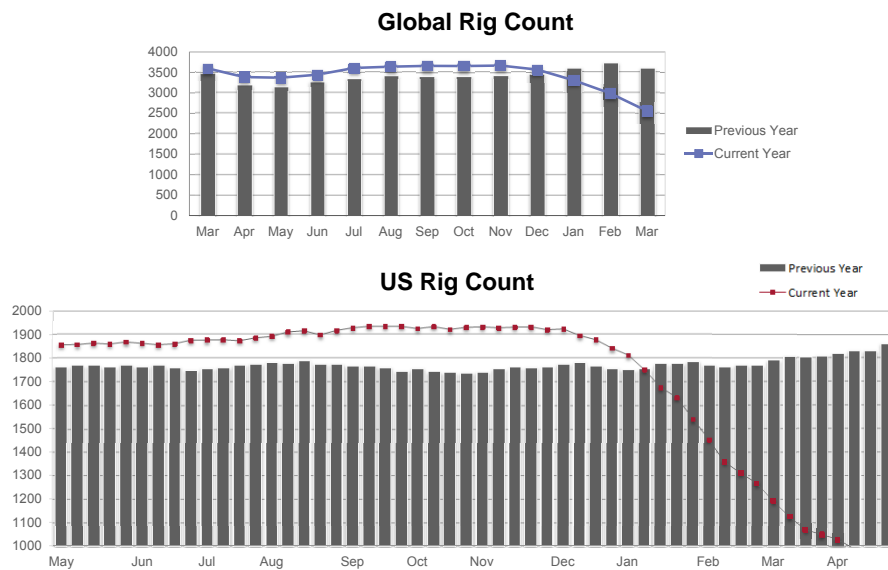 Global Rig Count
4000
3500
3000
2500
2000
1500
1000
500
0
Mar Apr May Jun Jul Aug Sep Oct Nov Dec Jan Feb Mar
Previous Year
Current Year
US Rig Count
Previous Year
Current Year
2000
1900
1800
1700
1600
1500
1400
1300
1200
1100
1000
May Jun Jul Aug Sep Oct Nov Jan Feb Mar Apr